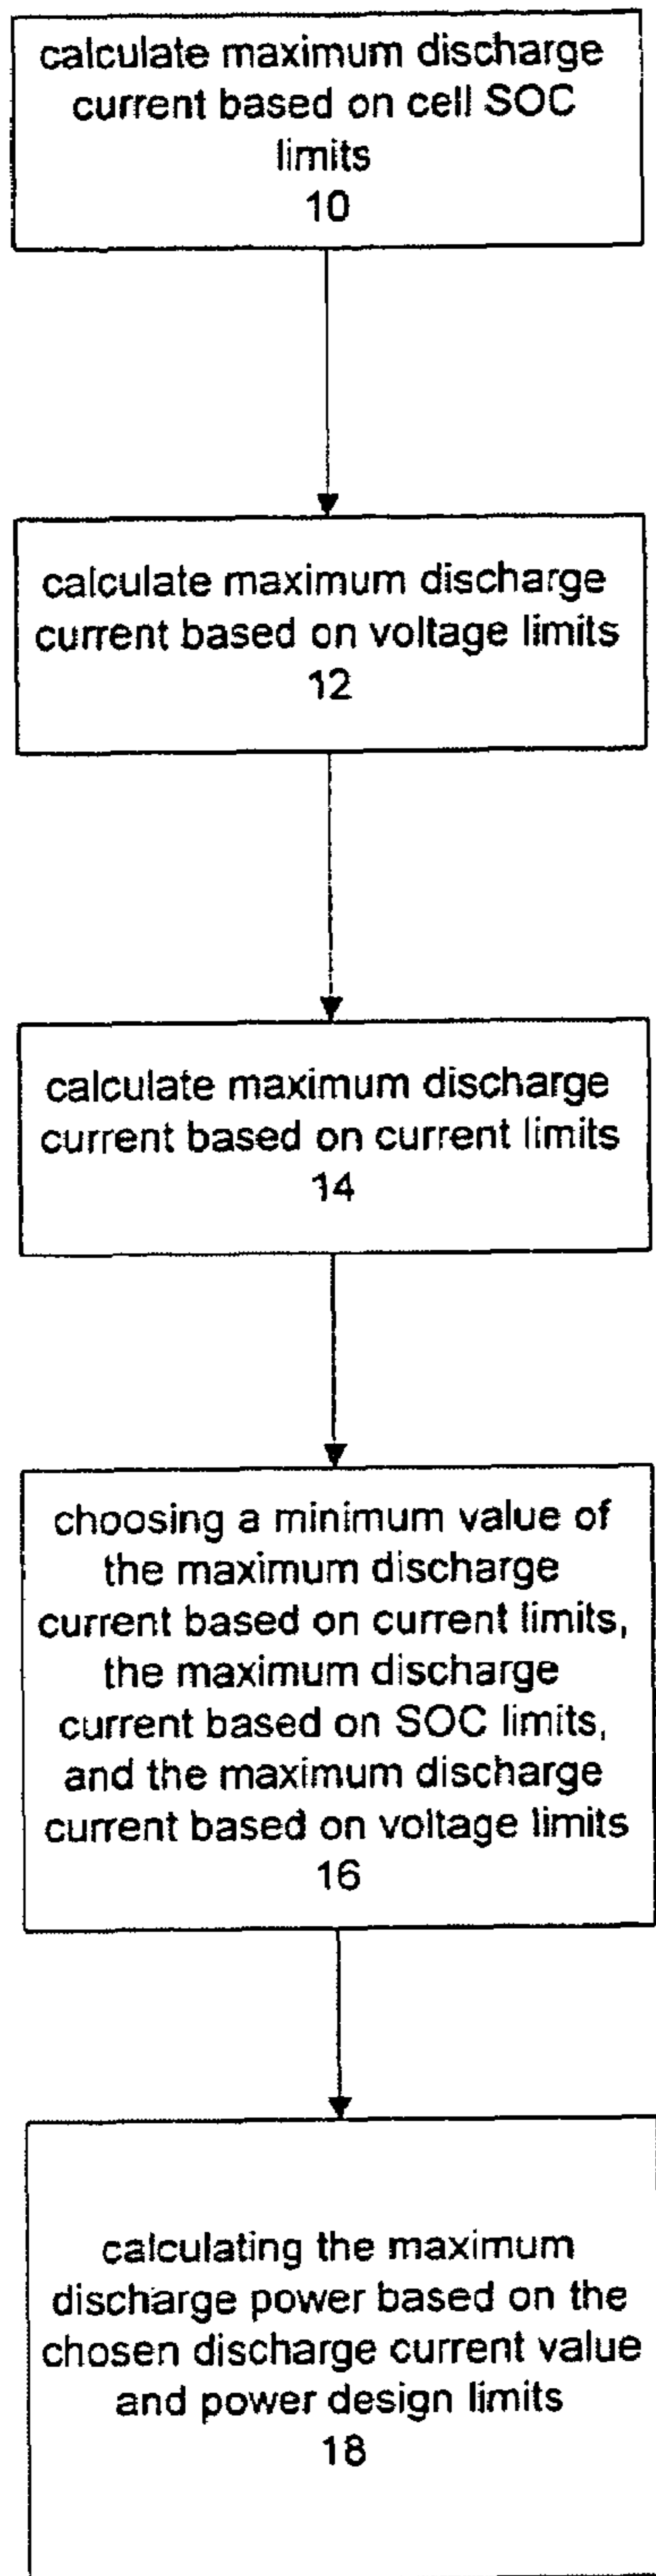 calculate maximum discharge
current based on cell SOC
limits
10
calculate maximum discharge
current based on voltage limits
12
calculate maximum discharge
current based on current limits
14
choosing a minimum value of
the maximum discharge
current based on current limits,
the maximum discharge
current based on SOC limits,
and the maximum discharge
current based on voltage limits
16
calculating the maximum
discharge power based on the
chosen discharge current value
and power design limits
18